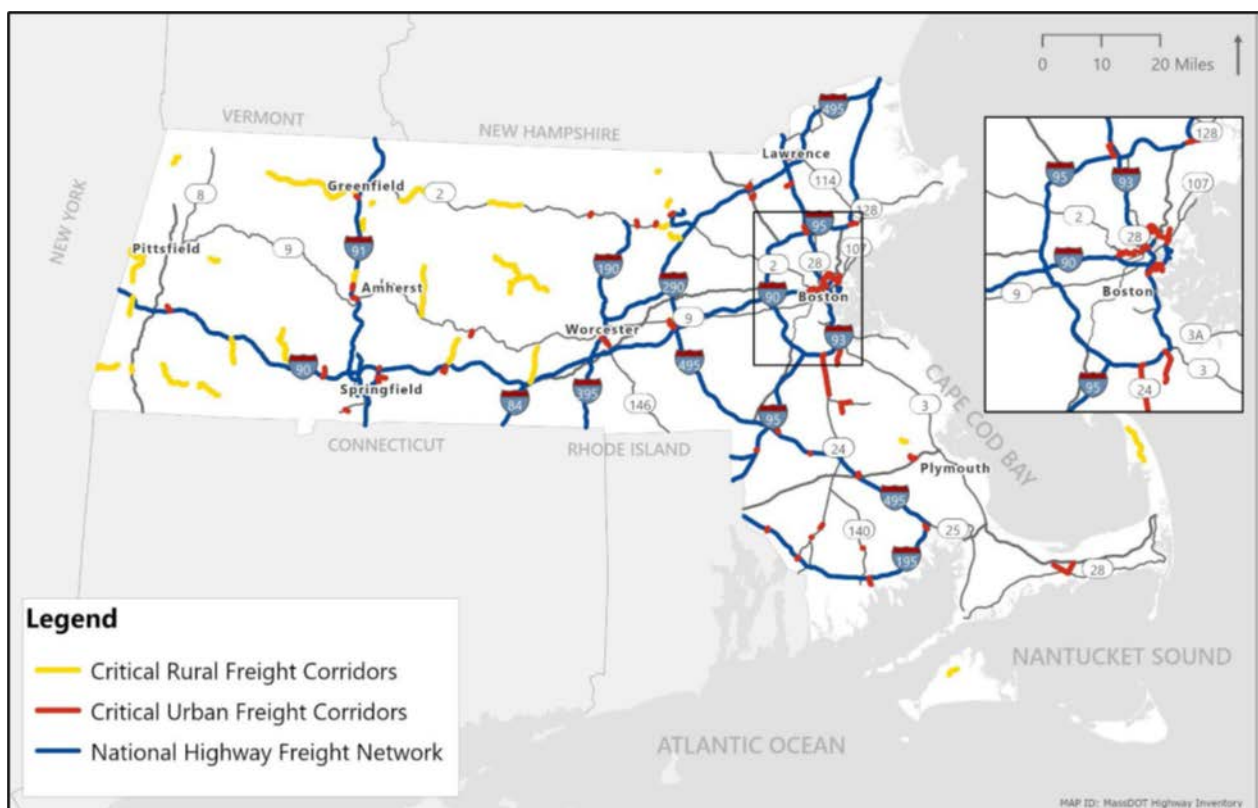 0 10 20 Miles
VERMONT
NEW HAMPSHIRE
NEW YORK
495
Lawrence
114
Greenfield
2
8
128
95
Pittsfield
9
91
190
107
2
28
Amherst
290
90
Boston
9
Worcester
93
90
Springfield
495
84
395
146
95
3
CONNECTICUT
RHODE ISLAND
CAPE COD BAY
24
Plymouth
495
140
25
195
28
128
95
93
107
2
28
90
9
Boston
3A
95
24
3
Legend
Critical Rural Freight Corridors
Critical Urban Freight Corridors
National Highway Freight Network
NANTUCKET SOUND
ATLANTIC OCEAN
MAP ID: MassDOT Highway Inventory